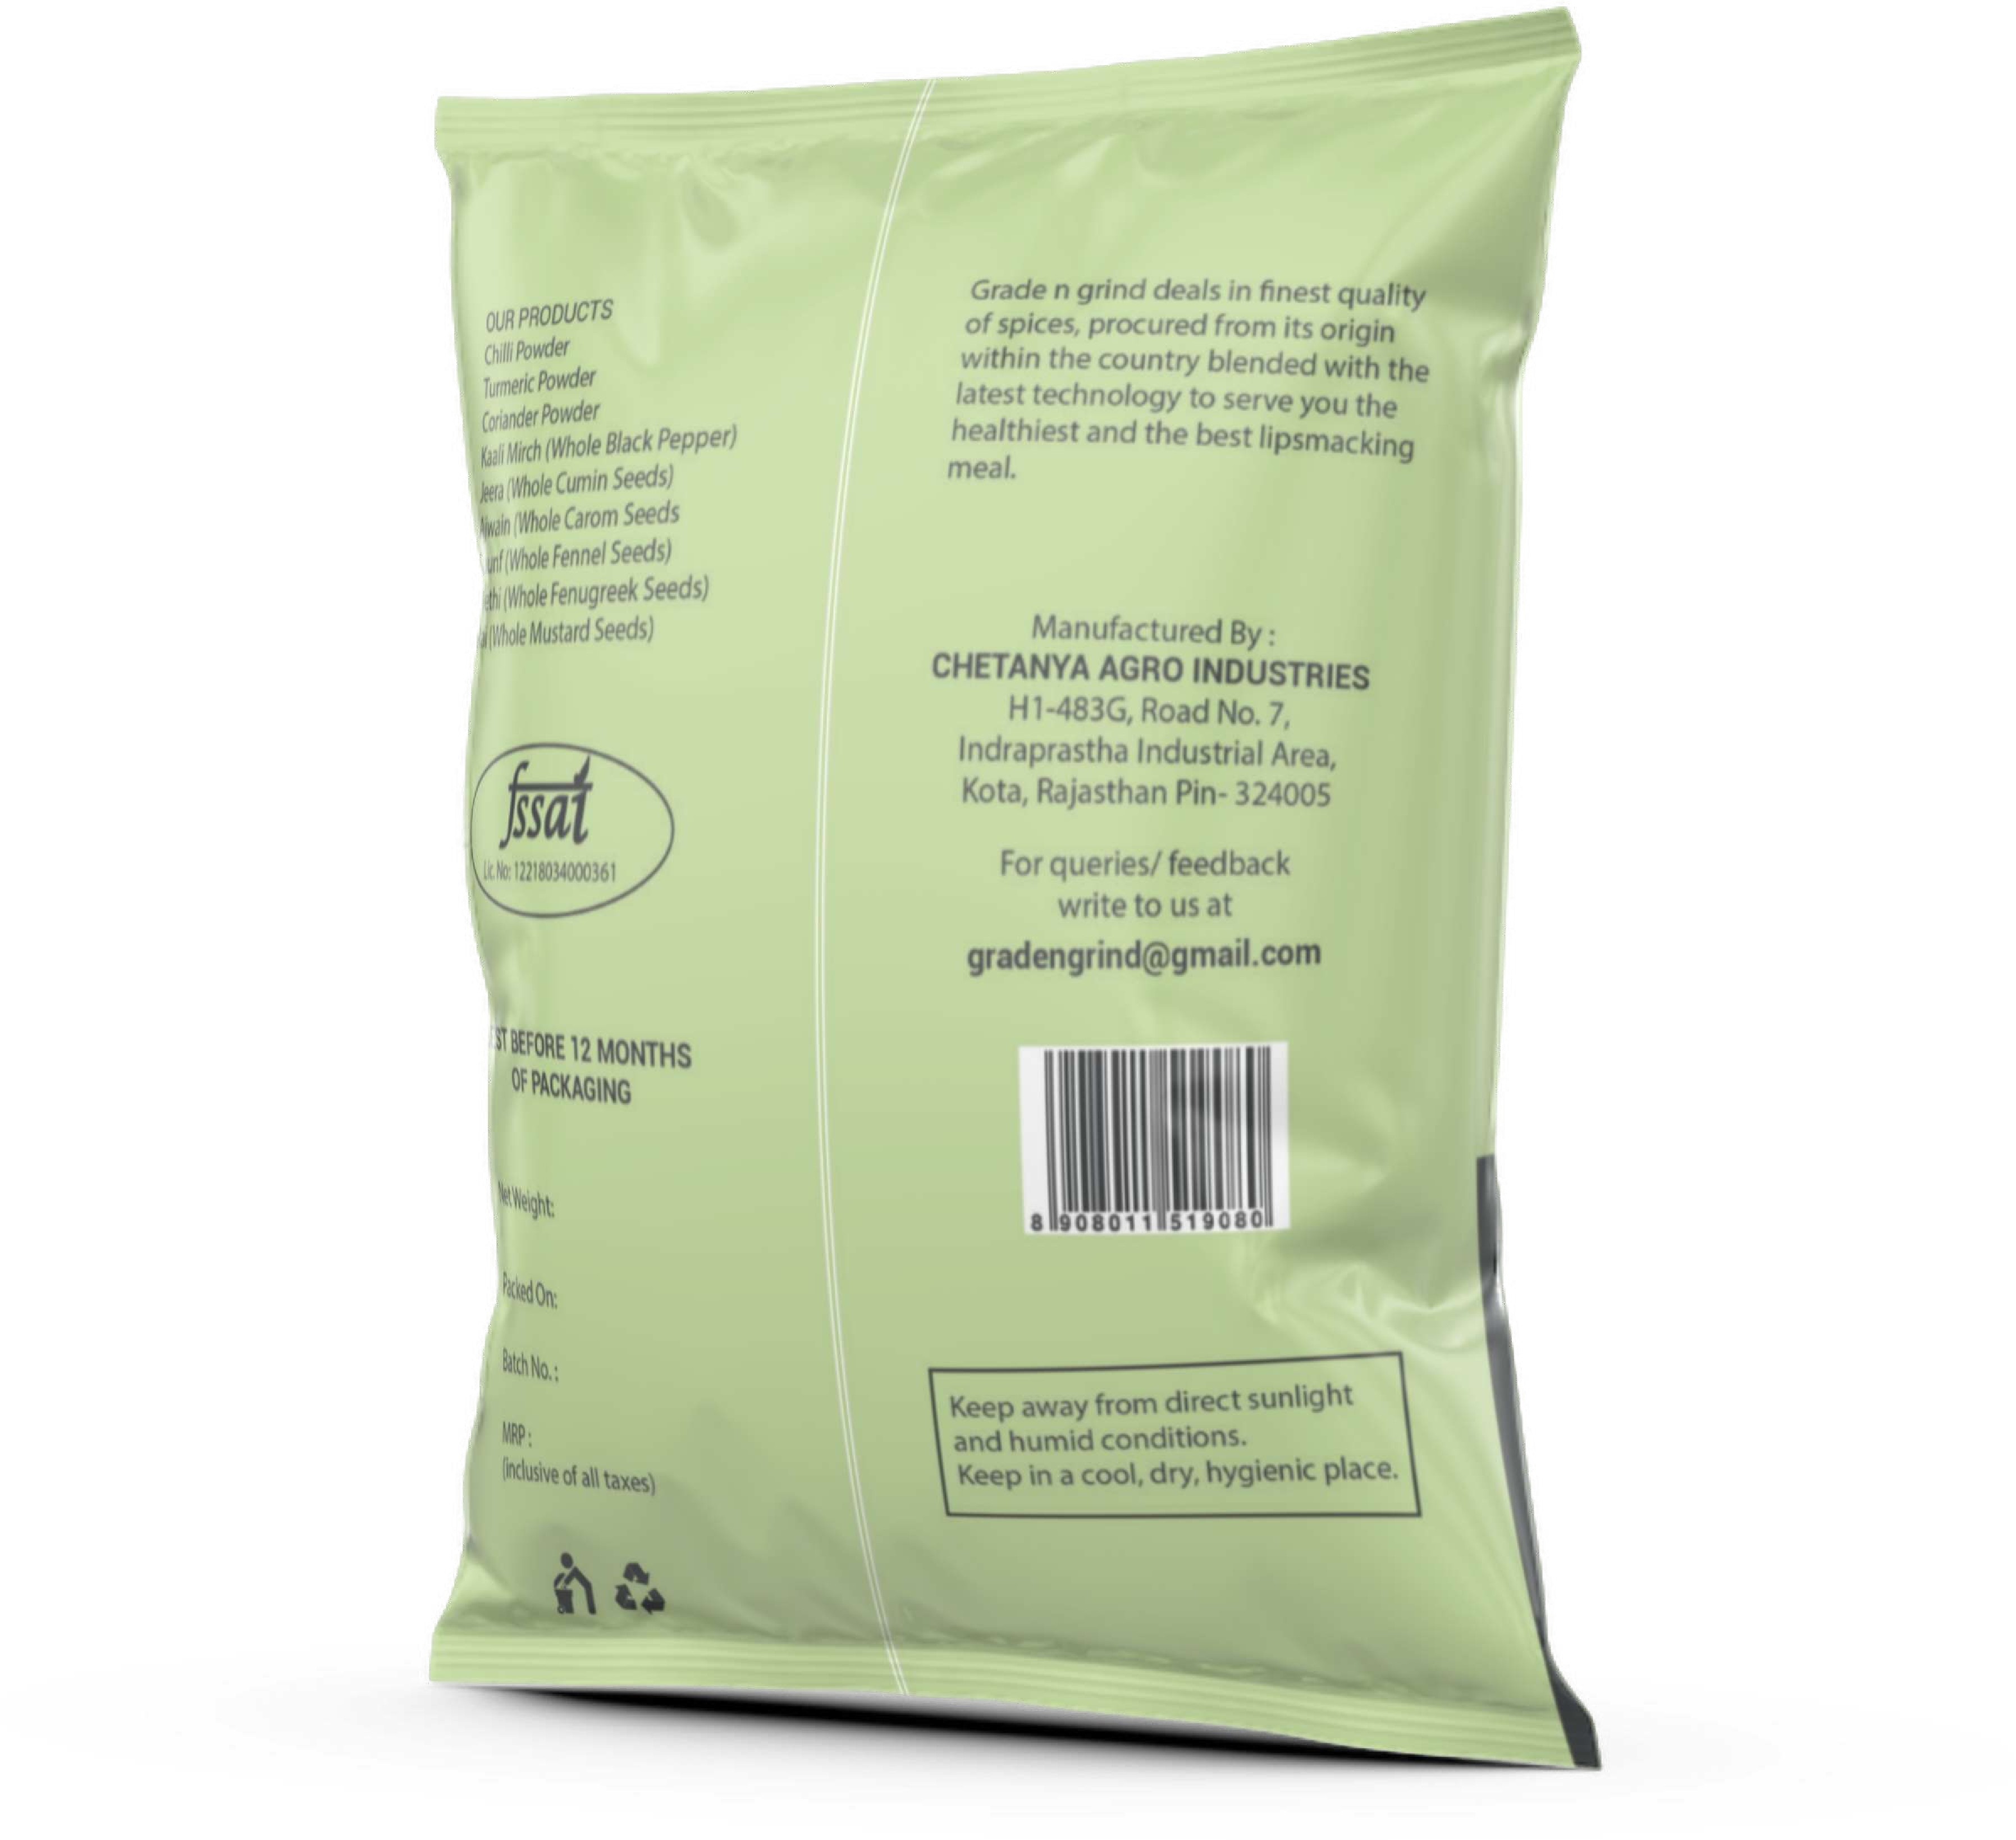 OUR PRODUCTS
Chilli Powder
Turmeric Powder
Coriander Powder
Kaali Mirch (Whole Black Pepper)
Jeera (Whole Cumin Seeds)
(Whole Carom Seeds
(Whole Fennel Seeds)
(Whole Fenugreek Seeds)
(Whole Mustard Seeds)
fssai
Lic. No: 12218034000361
BEFORE 12 MONTHS
OF PACKAGING
Net Weight:
Packed On:
Batch No. :
MRP :
(inclusive of all taxes)
Grade n grind deals in finest quality
of spices, procured from its origin
within the country blended with the
latest technology to serve you the
healthiest and the best lipsmacking
meal.
Manufactured By :
CHETANYA AGRO INDUSTRIES
H1-483G, Road No. 7,
Indraprastha Industrial Area,
Kota, Rajasthan Pin- 324005
For queries/ feedback
write to us at
gradengrind@gmail.com
8 908011 519080
Keep away from direct sunlight
and humid conditions.
Keep in a cool, dry, hygienic place.